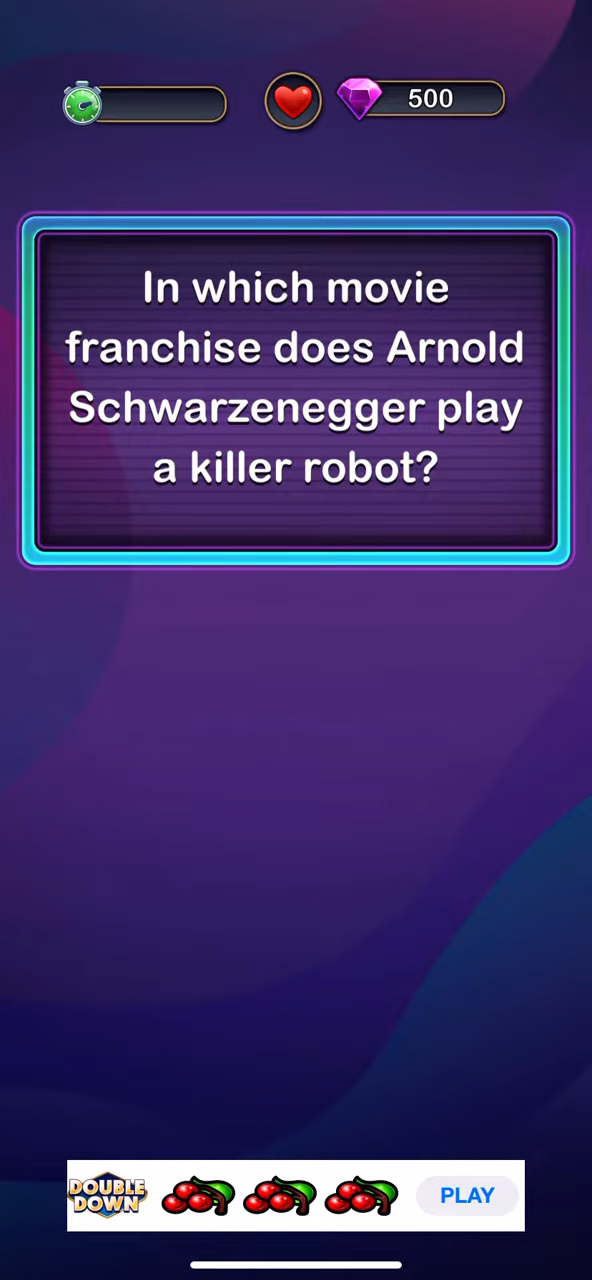 500
In which movie
franchise does Arnold
Schwarzenegger play
a killer robot?
DOUBLE
DOWN
PLAY